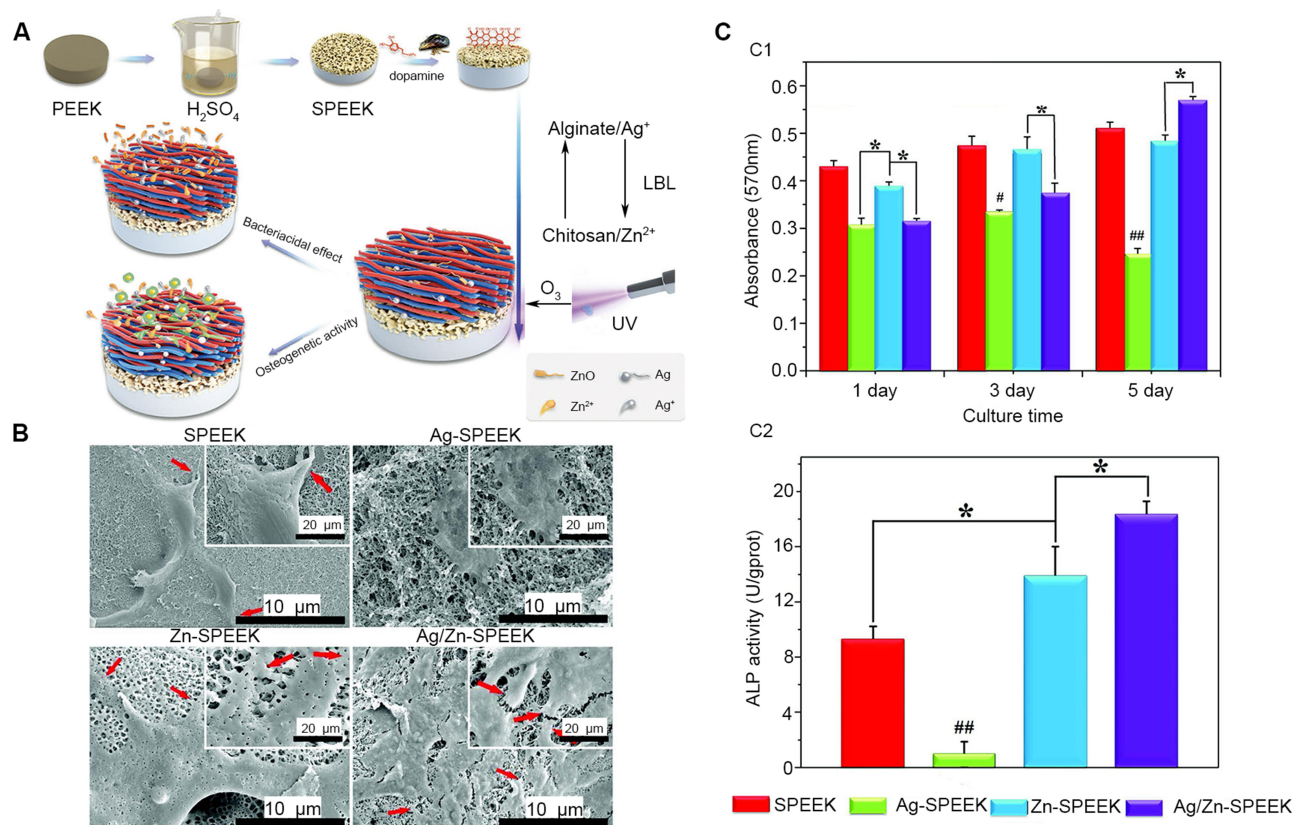 A
PEEK
H₂SO₄
SPEEK
dopamine
Alginate/Ag⁺
LBL
Chitosan/Zn²⁺
Bacteriacidal effect
O₃
UV
Osteogenetic activity
ZnO
Ag
Zn²⁺
Ag⁺
B
SPEEK
Ag-SPEEK
20 μm
20 μm
10 μm
10 μm
Zn-SPEEK
Ag/Zn-SPEEK
20 μm
20 μm
10 μm
10 μm
C
C1
Absorbance (570nm)
0.6
0.5
0.4
0.3
0.2
0.1
0.0
*
*
#
*
##
*
1 day
3 day
5 day
Culture time
C2
ALP activity (U/gprot)
20
16
12
8
4
0
*
##
*
SPEEK
Ag-SPEEK
Zn-SPEEK
Ag/Zn-SPEEK